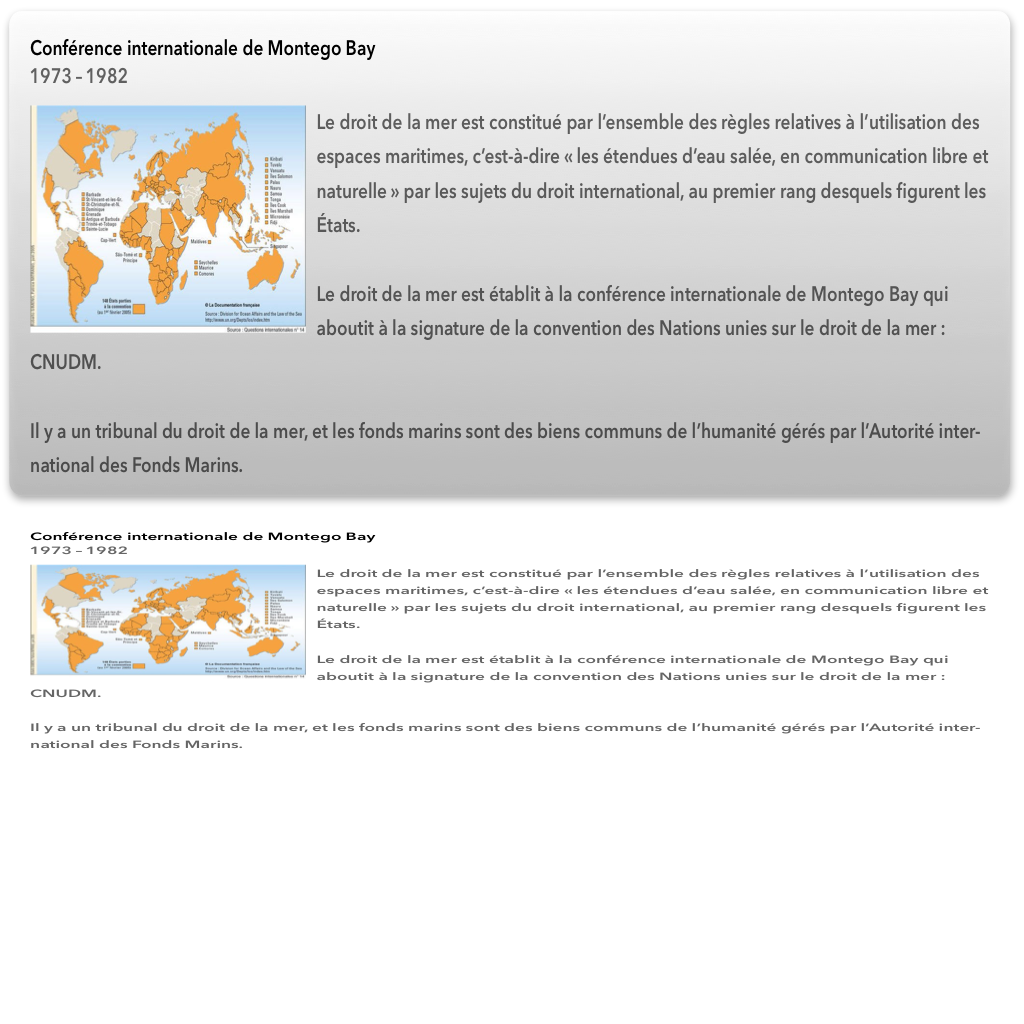 Conférence internationale de Montego Bay
1973 – 1982
Le droit de la mer est constitué par l’ensemble des règles relatives à l’utilisation des
espaces maritimes, c’est-à-dire « les étendues d’eau salée, en communication libre et
naturelle » par les sujets du droit international, au premier rang desquels figurent les
États.
Kiribati
Tuvalu
Vanuatu
Îles Salomon
Palau
Nauru
Samoa
Tonga
Îles Cook
Îles Marshall
Micronésie
Fidji
Barbade
St-Vincent-et-les-Gr.
St-Christophe-et-N.
Dominique
Grenade
Antigua et Barbuda
Trinité-et-Tobago
Sainte-Lucie
Cap-Vert
São Tomé et
Principe
Maldives
Singapour
Seychelles
Maurice
Comores
Le droit de la mer est établit à la conférence internationale de Montego Bay qui
aboutit à la signature de la convention des Nations unies sur le droit de la mer :
148 États parties
à la convention
(au 1er février 2005)
© La Documentation française
Source : Division for Ocean Affairs and the Law of the Sea
http://www.un.org/Depts/los/index.htm
Source : Questions internationales n° 14
CNUDM.
Il y a un tribunal du droit de la mer, et les fonds marins sont des biens communs de l’humanité gérés par l’Autorité inter-
national des Fonds Marins.
Conférence internationale de Montego Bay
1973 – 1982
Le droit de la mer est constitué par l’ensemble des règles relatives à l’utilisation des
espaces maritimes, c’est-à-dire « les étendues d’eau salée, en communication libre et
naturelle » par les sujets du droit international, au premier rang desquels figurent les
États.
Le droit de la mer est établit à la conférence internationale de Montego Bay qui
aboutit à la signature de la convention des Nations unies sur le droit de la mer :
CNUDM.
Il y a un tribunal du droit de la mer, et les fonds marins sont des biens communs de l’humanité gérés par l’Autorité inter-
national des Fonds Marins.